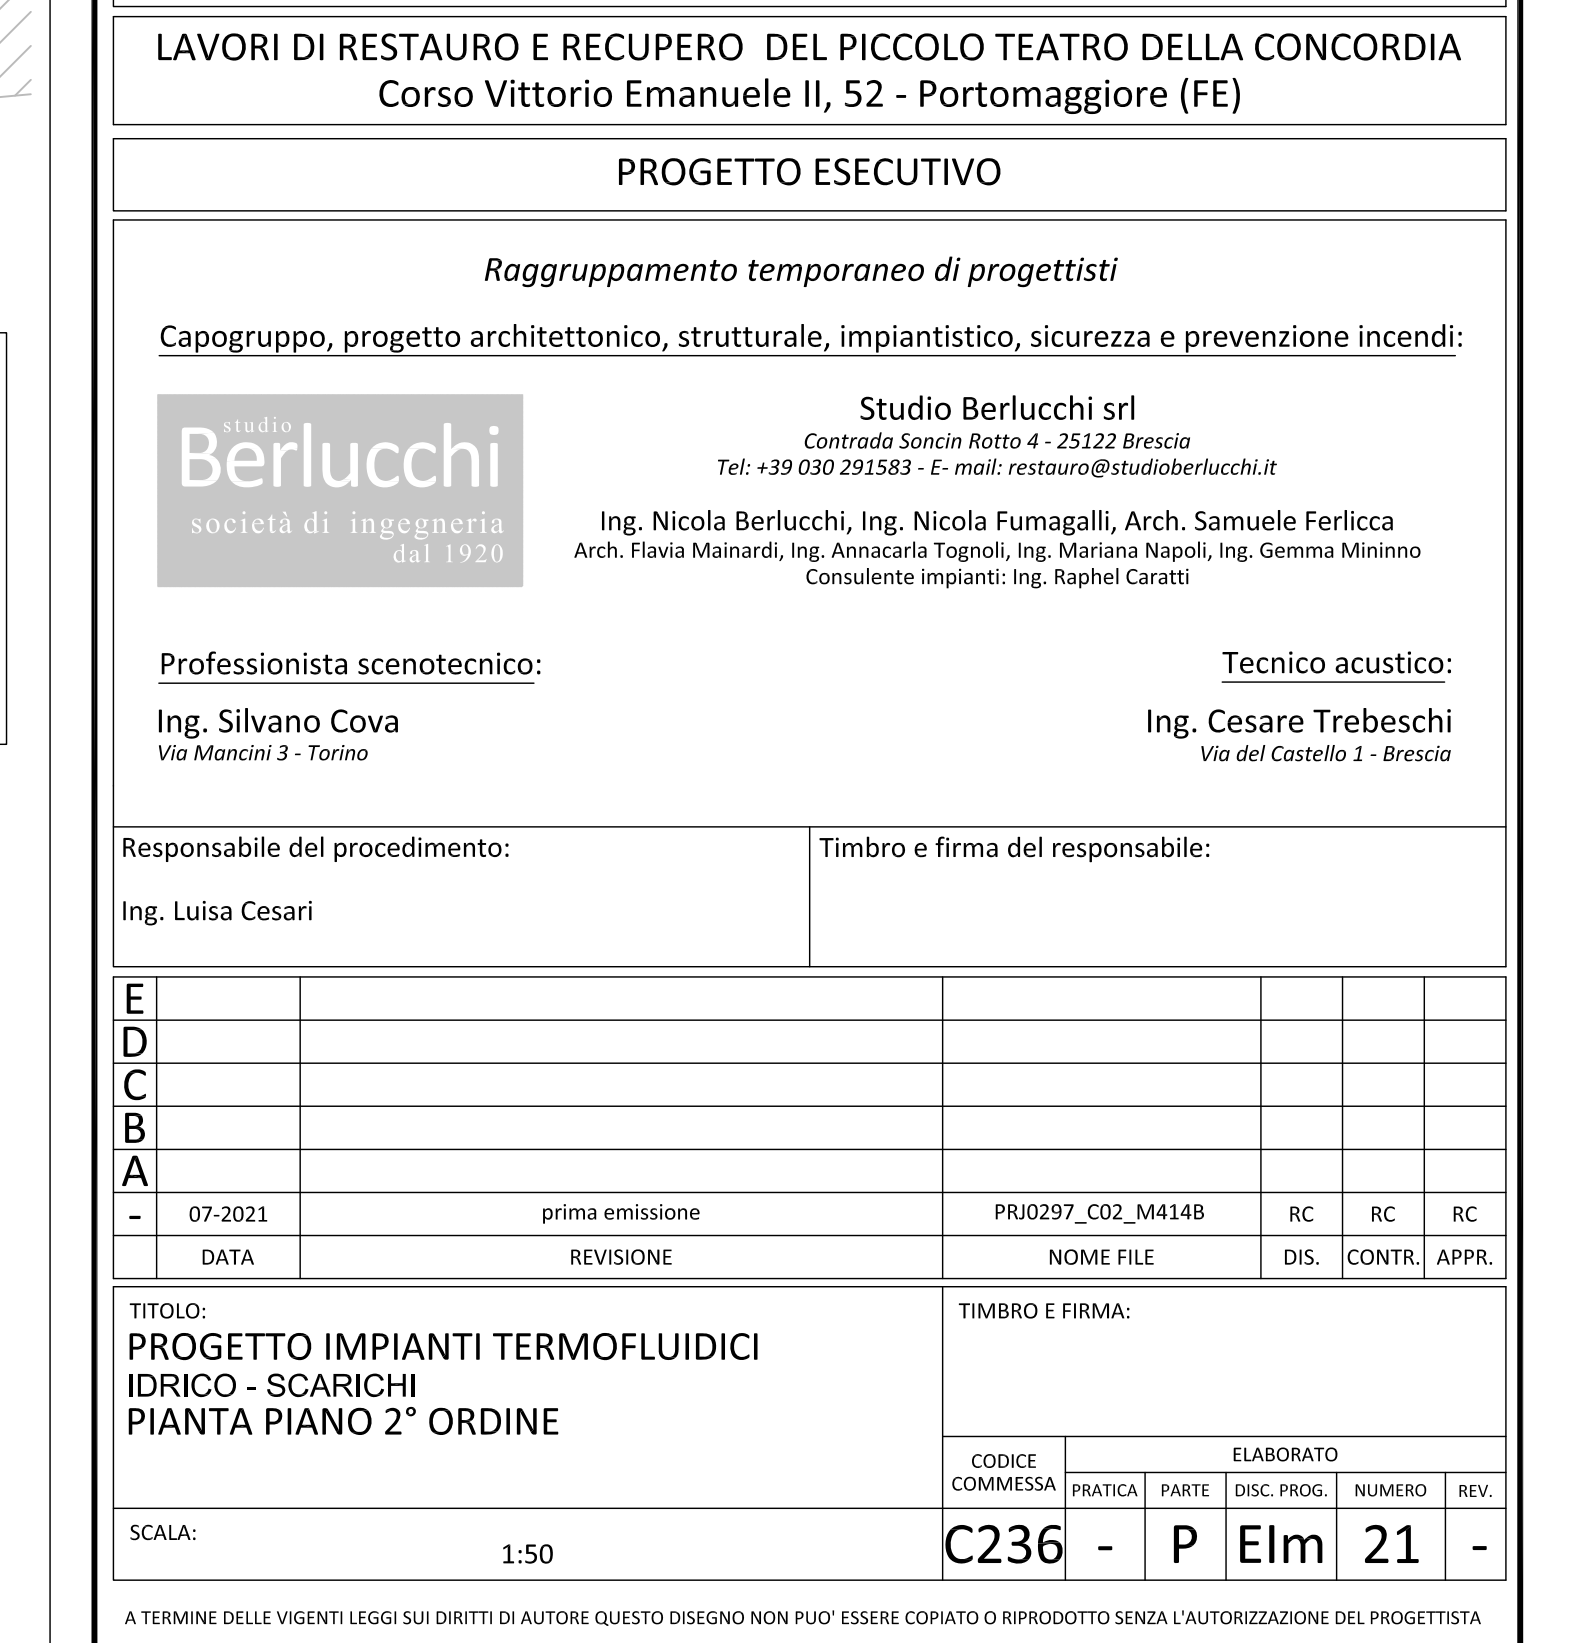 LAVORI DI RESTAURO E RECUPERO DEL PICCOLO TEATRO DELLA CONCORDIA
Corso Vittorio Emanuele II, 52 - Portomaggiore (FE)
PROGETTO ESECUTIVO
Raggruppamento temporaneo di progettisti
Capogruppo, progetto architettonico, strutturale, impiantistico, sicurezza e prevenzione incendi:
studio
Berlucchi
società di ingegneria
dal 1920
Studio Berlucchi srl
Contrada Soncin Rotto 4 - 25122 Brescia
Tel: +39 030 291583 - E- mail: restauro@studioberlucchi.it
Ing. Nicola Berlucchi, Ing. Nicola Fumagalli, Arch. Samuele Ferlicca
Arch. Flavia Mainardi, Ing. Annacarla Tognoli, Ing. Mariana Napoli, Ing. Gemma Mininno
Consulente impianti: Ing. Raphel Caratti
Professionista scenotecnico:
Ing. Silvano Cova
Via Mancini 3 - Torino
Tecnico acustico:
Ing. Cesare Trebeschi
Via del Castello 1 - Brescia
Responsabile del procedimento:
Ing. Luisa Cesari
Timbro e firma del responsabile:
E
D
C
B
A
- 07-2021 prima emissione PRJ0297_C02_M414B RC RC RC
DATA REVISIONE NOME FILE DIS. CONTR. APPR.
TITOLO:
PROGETTO IMPIANTI TERMOFLUIDICI
IDRICO - SCARICHI
PIANTA PIANO 2° ORDINE
TIMBRO E FIRMA:
CODICE
COMMESSA
ELABORATO
PRATICA PARTE DISC. PROG. NUMERO REV.
SCALA:
1:50
C236 - P EIm 21 -
A TERMINE DELLE VIGENTI LEGGI SUI DIRITTI DI AUTORE QUESTO DISEGNO NON PUO' ESSERE COPIATO O RIPRODOTTO SENZA L'AUTORIZZAZIONE DEL PROGETTISTA